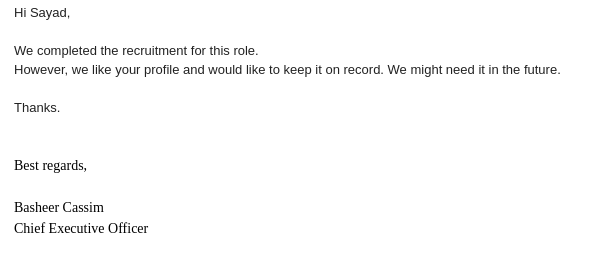 Hi Sayad,
We completed the recruitment for this role.
However, we like your profile and would like to keep it on record. We might need it in the future.
Thanks.
Best regards,
Basheer Cassim
Chief Executive Officer